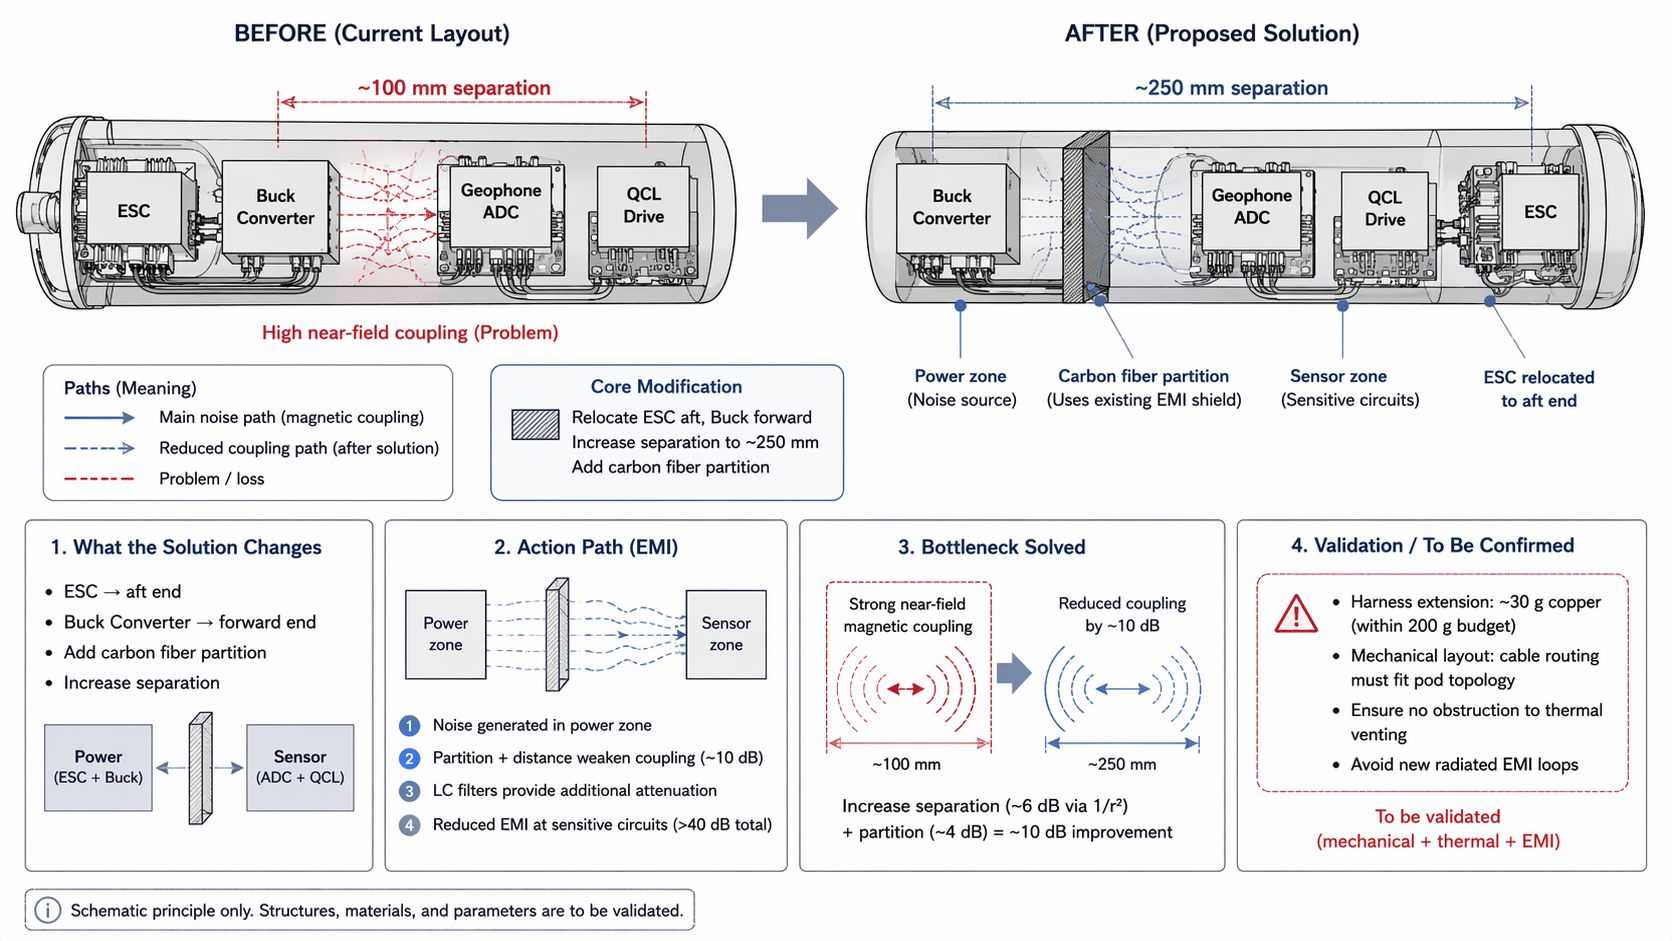 BEFORE (Current Layout)
~100 mm separation
ESC
Buck
Converter
Geophone
ADC
QCL
Drive
High near-field coupling (Problem)
AFTER (Proposed Solution)
~250 mm separation
Buck
Converter
Geophone
ADC
QCL
Drive
ESC
Power zone
(Noise source)
Carbon fiber partition
(Uses existing EMI shield)
Sensor zone
(Sensitive circuits)
ESC relocated
to aft end
Paths (Meaning)
Main noise path (magnetic coupling)
Reduced coupling path (after solution)
Problem / loss
Core Modification
Relocate ESC aft, Buck forward
Increase separation to ~250 mm
Add carbon fiber partition
1. What the Solution Changes
• ESC → aft end
• Buck Converter → forward end
• Add carbon fiber partition
• Increase separation
Power
(ESC + Buck)
Sensor
(ADC + QCL)
2. Action Path (EMI)
Power
zone
Sensor
zone
1 Noise generated in power zone
2 Partition + distance weaken coupling (~10 dB)
3 LC filters provide additional attenuation
4 Reduced EMI at sensitive circuits (>40 dB total)
3. Bottleneck Solved
Strong near-field
magnetic coupling
~100 mm
Reduced coupling
by ~10 dB
~250 mm
Increase separation (~6 dB via 1/r²)
+ partition (~4 dB) = ~10 dB improvement
4. Validation / To Be Confirmed
• Harness extension: ~30 g copper
(within 200 g budget)
• Mechanical layout: cable routing
must fit pod topology
• Ensure no obstruction to thermal
venting
• Avoid new radiated EMI loops
To be validated
(mechanical + thermal + EMI)
i Schematic principle only. Structures, materials, and parameters are to be validated.